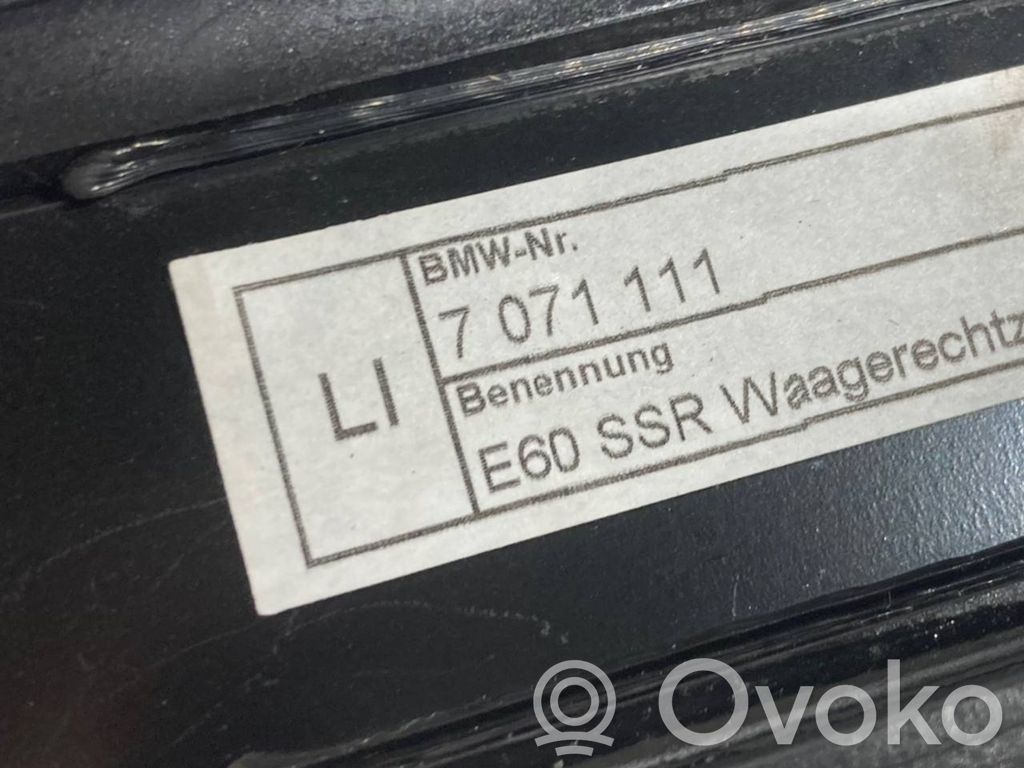 LI
BMW-Nr.
7 071 111
Benennung
E60 SSR Waagerechtz
Ovoko